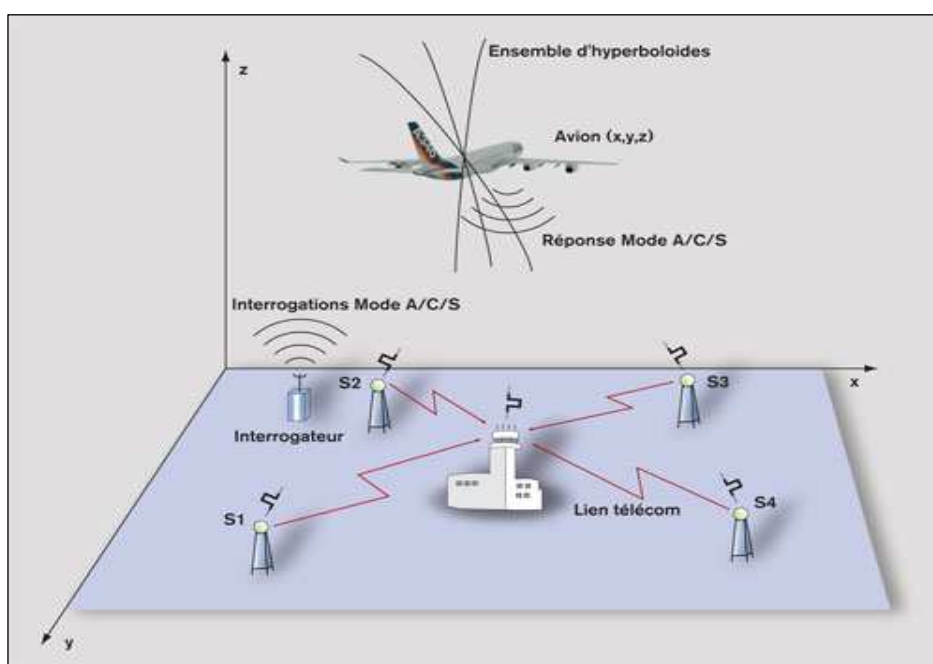 Ensemble d'hyperboloides
z
Avion (x,y,z)
Réponse Mode A/C/S
Interrogations Mode A/C/S
S2
S3
x
Interrogateur
S1
Lien télécom
S4
y